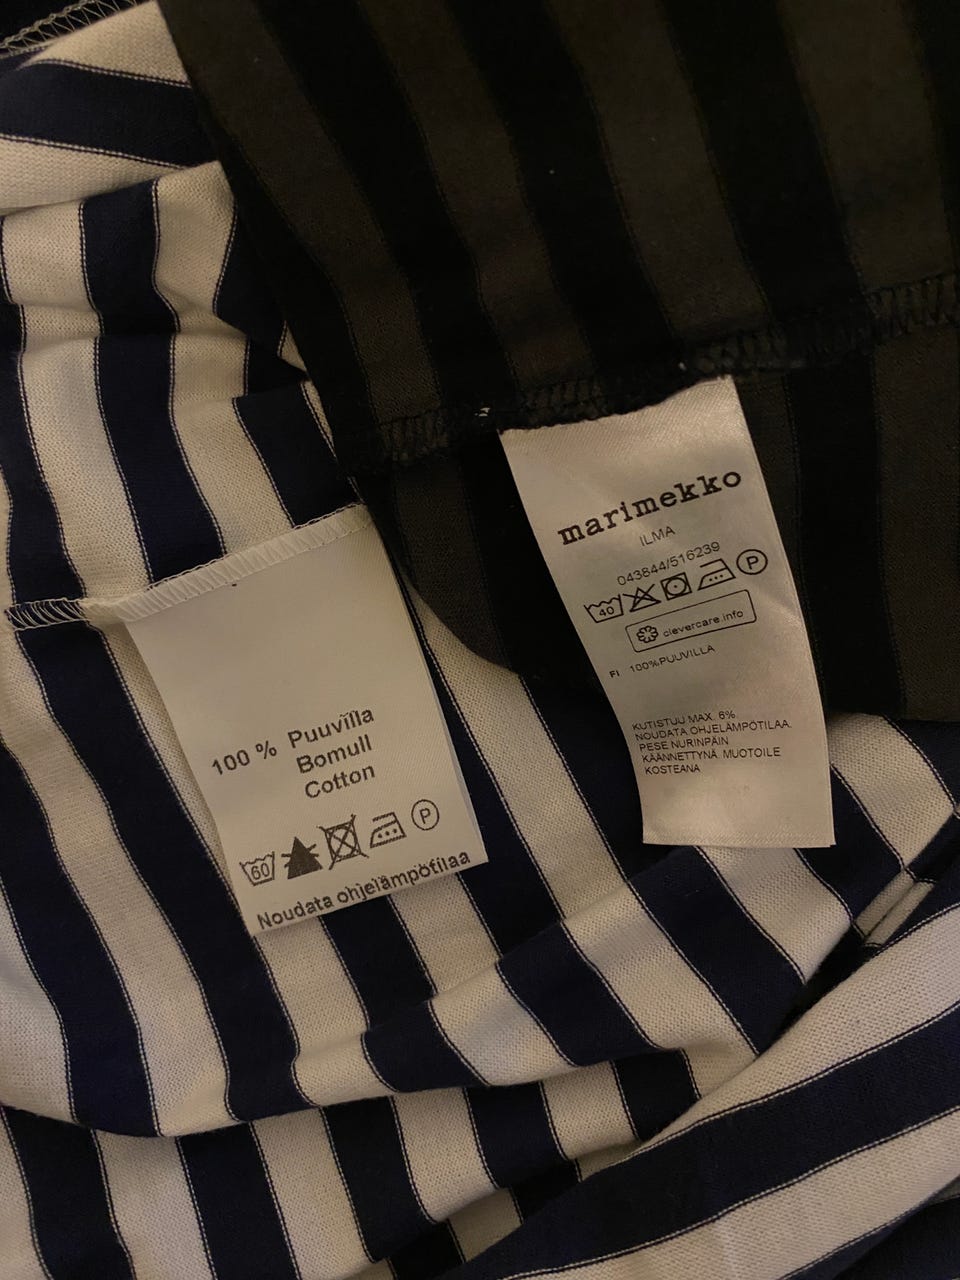 100 % Puuvilla
Bomull
Cotton
60
P
Noudata ohjelämpötilaa
marimekko
ILMA
043844/516239
40
P
clevercare.info
FI 100%PUUVILLA
KUTISTUU MAX. 6%.
NOUDATA OHJELÄMPÖTILAA.
PESE NURINPÄIN
KÄÄNNETTYNÄ. MUOTOILE
KOSTEANA